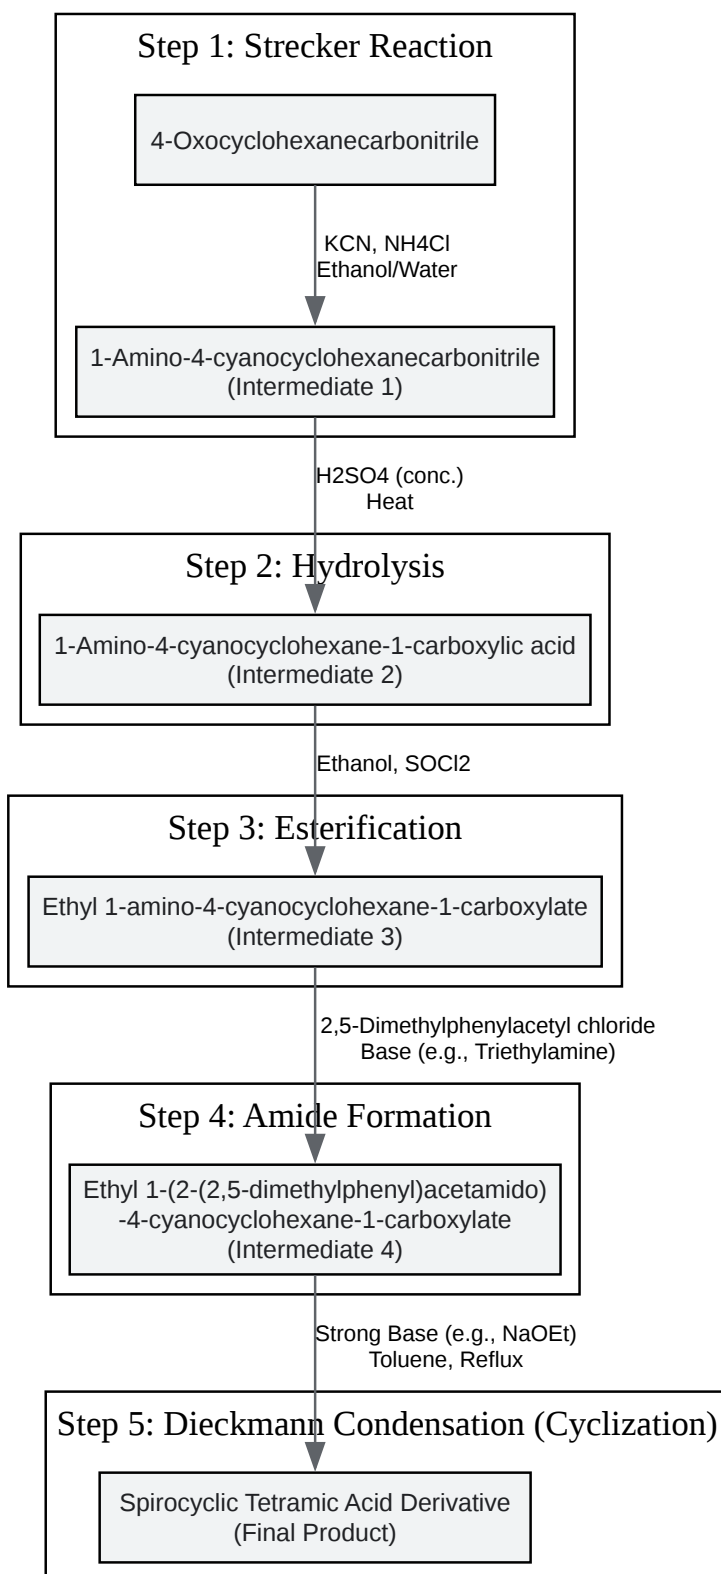 Step 1: Strecker Reaction
4-Oxocyclohexanecarbonitrile
KCN, NH4Cl
Ethanol/Water
1-Amino-4-cyanocyclohexanecarbonitrile
(Intermediate 1)
H2SO4 (conc.)
Heat
Step 2: Hydrolysis
1-Amino-4-cyanocyclohexane-1-carboxylic acid
(Intermediate 2)
Ethanol, SOCl2
Step 3: Esterification
Ethyl 1-amino-4-cyanocyclohexane-1-carboxylate
(Intermediate 3)
2,5-Dimethylphenylacetyl chloride
Base (e.g., Triethylamine)
Step 4: Amide Formation
Ethyl 1-(2-(2,5-dimethylphenyl)acetamido)
-4-cyanocyclohexane-1-carboxylate
(Intermediate 4)
Strong Base (e.g., NaOEt)
Toluene, Reflux
Step 5: Dieckmann Condensation (Cyclization)
Spirocyclic Tetramic Acid Derivative
(Final Product)